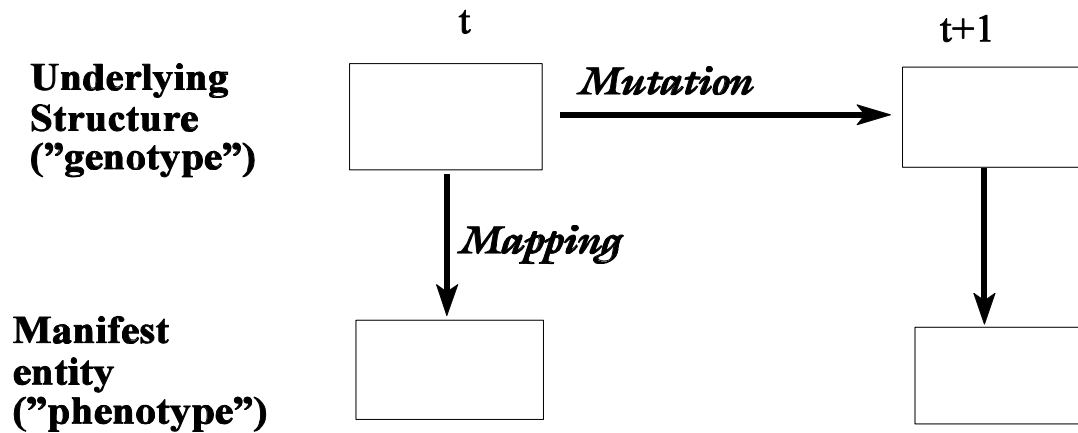 t
t+1
Underlying
Structure
(”genotype”)
Mutation
Mapping
Manifest
entity
(”phenotype”)